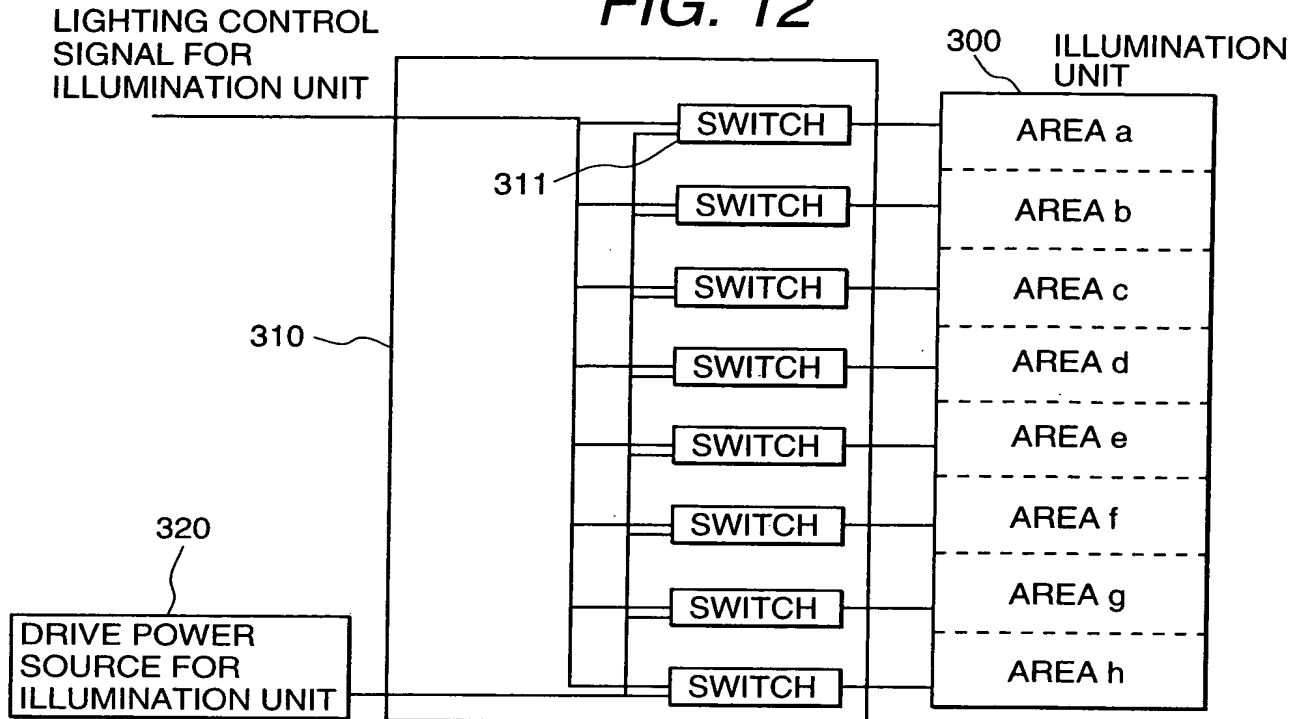 FIG. 12
LIGHTING CONTROL
SIGNAL FOR
ILLUMINATION UNIT
300
ILLUMINATION
UNIT
SWITCH
AREA a
311
SWITCH
AREA b
SWITCH
AREA c
310
SWITCH
AREA d
SWITCH
AREA e
320
SWITCH
AREA f
SWITCH
AREA g
DRIVE POWER
SOURCE FOR
ILLUMINATION UNIT
SWITCH
AREA h